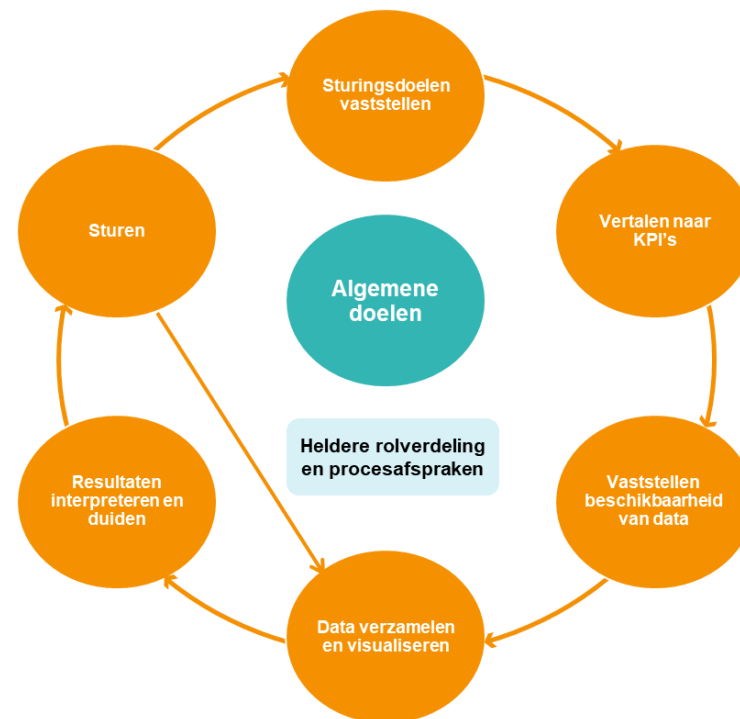 Sturingsdoelen
vaststellen
Vertalen naar
KPI's
Vaststellen
beschikbaarheid
van data
Data verzamelen
en visualiseren
Resultaten
interpreteren en
duiden
Sturen
Algemene
doelen
Heldere rolverdeling
en procesafspraken